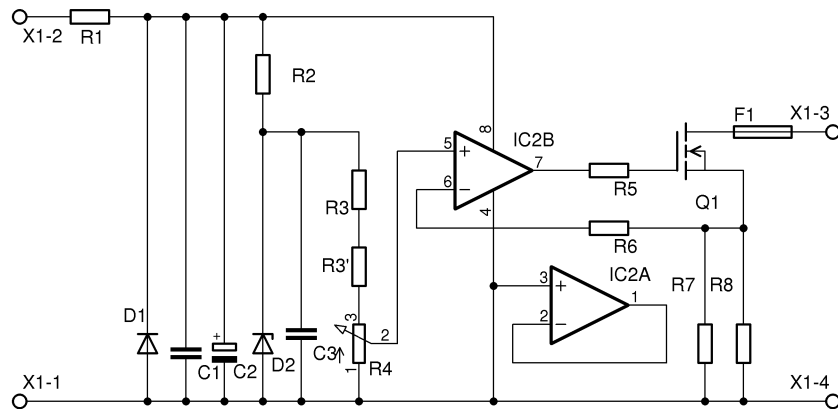 X1-2
R1
R2
F1
X1-3
8
IC2B
5
+
7
6
−
4
R5
Q1
R3
R6
R3'
IC2A
3
+
1
2
−
R7
R8
D1
+
3
2
C1
C2
D2
C3
1
R4
X1-1
X1-4